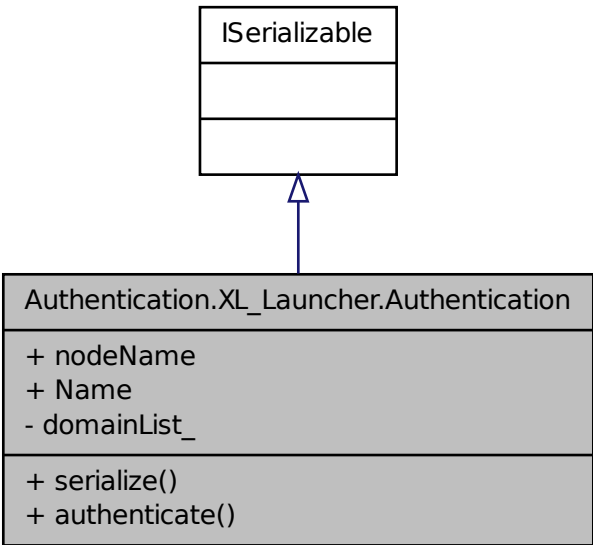 ISerializable
Authentication.XL_Launcher.Authentication
+ nodeName
+ Name
- domainList_
+ serialize()
+ authenticate()